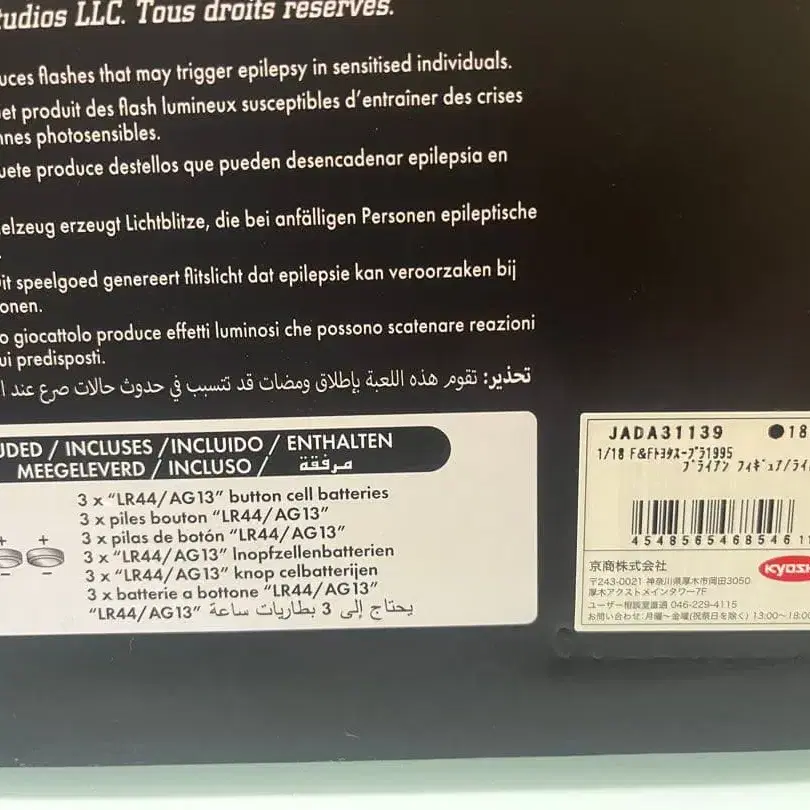 tudios LLC. Tous droits réservés.
uces flashes that may trigger epilepsy in sensitised individuals.
et produit des flash lumineux susceptibles d’entraîner des crises
nnes photosensibles.
uete produce destellos que pueden desencadenar epilepsia en
elzeug erzeugt Lichtblitze, die bei anfälligen Personen epileptische
it speelgoed genereert flitslicht dat epilepsie kan veroorzaken bij
onen.
o giocattolo produce effetti luminosi che possono scatenare reazioni
ui predisposti.
تحذير: تقوم هذه اللعبة بإطلاق ومضات قد تتسبب في حدوث حالات صرع عند ا
UDED / INCLUSES /INCLUIDO / ENTHALTEN
MEEGELEVERD / INCLUSO / مرفقة
3 x “LR44/AG13” button cell batteries
3 x piles bouton “LR44/AG13”
3 x pilas de botón “LR44/AG13”
3 x “LR44/AG13” lnopfzellenbatterien
3 x “LR44/AG13” knop celbatterijen
3 x batterie a bottone “LR44/AG13”
يحتاج إلى 3 بطاريات ساعة “LR44/AG13”
+ +
– –
JADA31139 ●18
1/18 F&Fﾄﾖﾀｽｰﾌﾟﾗ1995
ﾌﾞﾗｲｱﾝ ﾌｨｷﾞｭｱ/ﾗｲ
4548565468546 11
京商株式会社
KYOSH
〒243-0021 神奈川県厚木市岡田3050
厚木アクストメインタワー7F
ユーザー相談室直通 046-229-4115
お問い合わせ:月曜～金曜(祝祭日を除く) 13:00～18:00